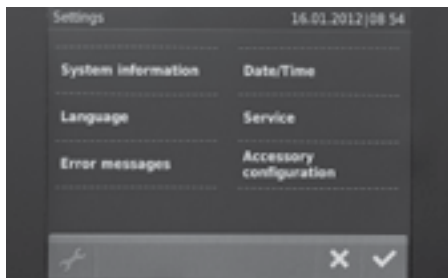 Settings 16.01.2012|08 54
System information Date/Time
Language Service
Error messages Accessory configuration